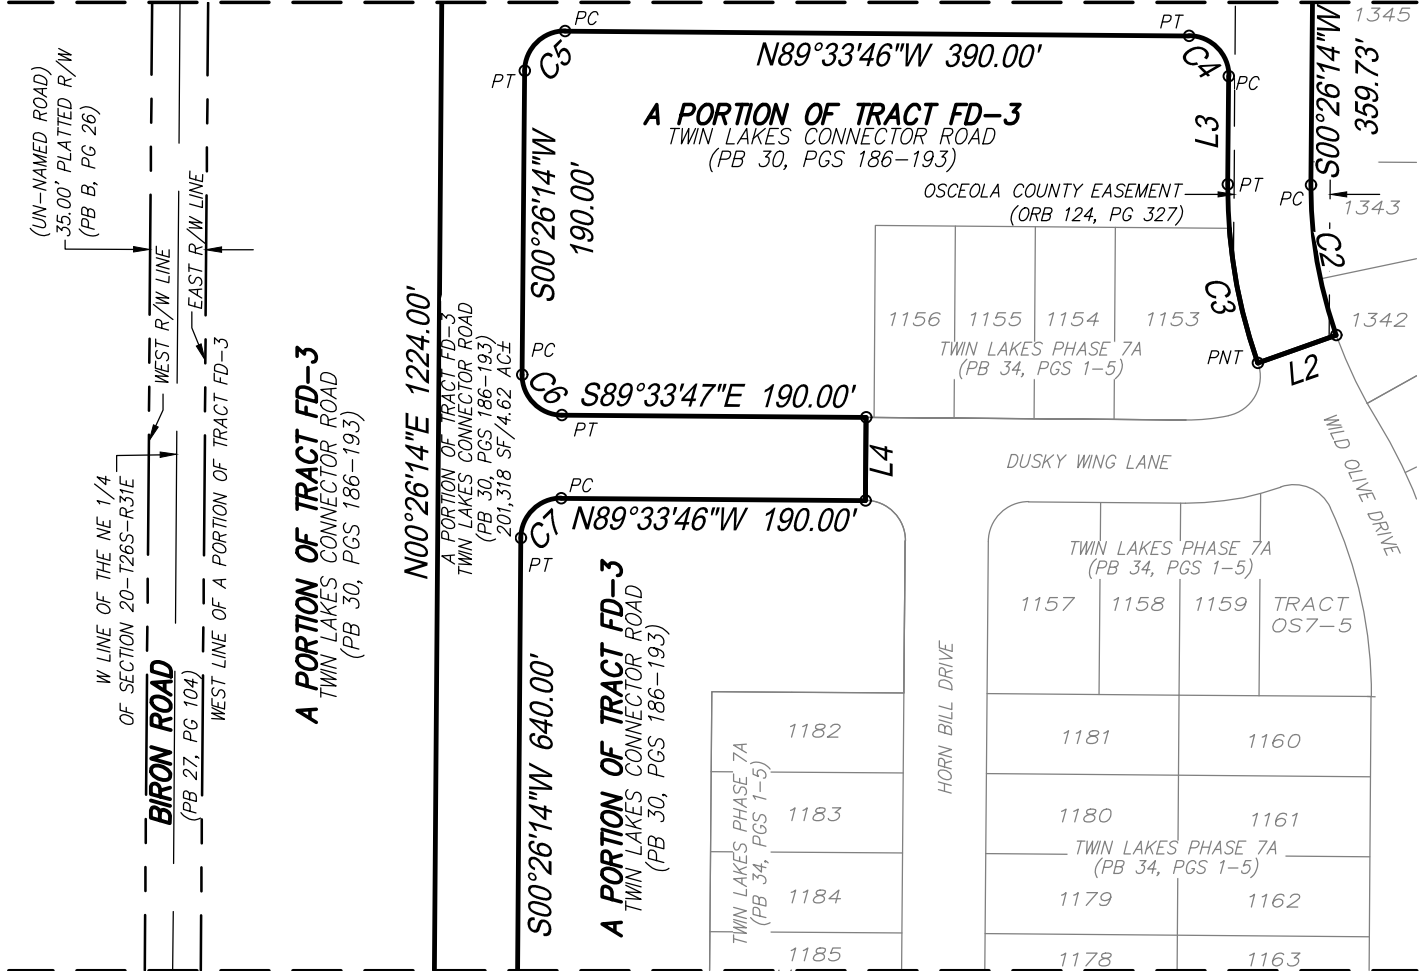 (UN-NAMED ROAD)
35.00' PLATTED R/W
(PB B, PG 26)
WEST R/W LINE
EAST R/W LINE
W LINE OF THE NE 1/4
OF SECTION 20-T26S-R31E
WEST LINE OF A PORTION OF TRACT FD-3
BIRON ROAD
(PB 27, PG 104)
A PORTION OF TRACT FD-3
TWIN LAKES CONNECTOR ROAD
(PB 30, PGS 186-193)
N00°26'14"E 1224.00'
A PORTION OF TRACT FD-3
TWIN LAKES CONNECTOR ROAD
(PB 30, PGS 186-193)
201,318 SF/4.62 AC±
PC
C5
PT
N89°33'46"W 390.00'
PT
C4
PC
A PORTION OF TRACT FD-3
TWIN LAKES CONNECTOR ROAD
(PB 30, PGS 186-193)
S00°26'14"W
190.00'
L3
PT
OSCEOLA COUNTY EASEMENT
(ORB 124, PG 327)
S00°26'14"W
359.73'
1345
PC
1343
C2
C3
1342
PNT
L2
1156
1155
1154
1153
TWIN LAKES PHASE 7A
(PB 34, PGS 1-5)
PC
C6
PT
S89°33'47"E 190.00'
L4
DUSKY WING LANE
WILD OLIVE DRIVE
PC
C7
PT
N89°33'46"W 190.00'
S00°26'14"W 640.00'
A PORTION OF TRACT FD-3
TWIN LAKES CONNECTOR ROAD
(PB 30, PGS 186-193)
TWIN LAKES PHASE 7A
(PB 34, PGS 1-5)
1157
1158
1159
TRACT
OS7-5
HORN BILL DRIVE
1182
1183
1184
1185
TWIN LAKES PHASE 7A
(PB 34, PGS 1-5)
1181
1160
1180
1161
TWIN LAKES PHASE 7A
(PB 34, PGS 1-5)
1179
1162
1178
1163